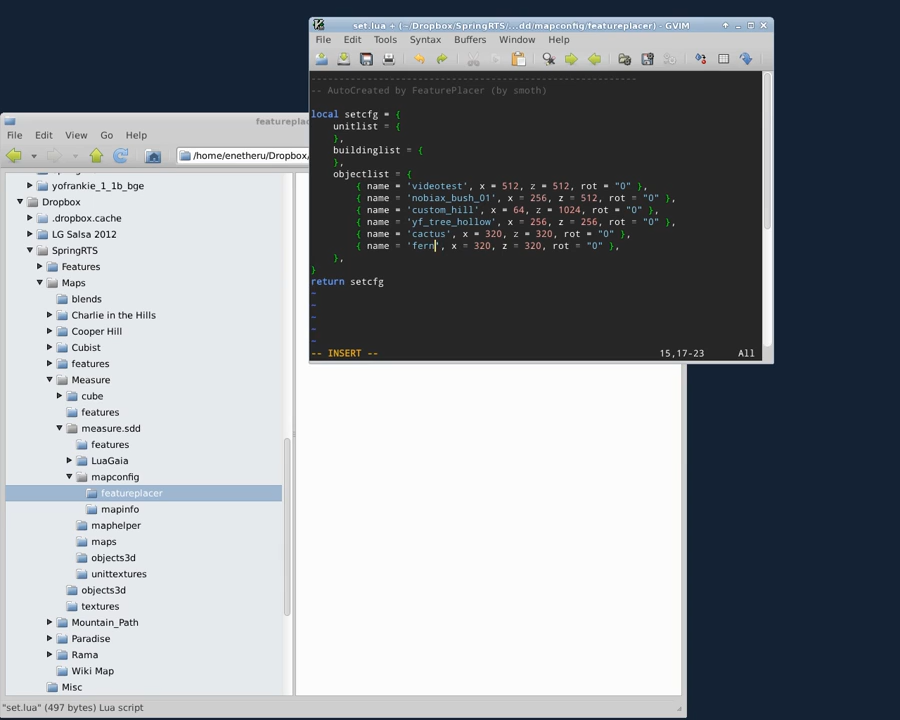 set.lua + (~/Dropbox/SpringRTS/...dd/mapconfig/featureplacer) - GVIM
File Edit Tools Syntax Buffers Window Help
-- AutoCreated by FeaturePlacer (by smoth)
local setcfg = {
unitlist = {
},
buildinglist = {
},
objectlist = {
{ name = 'videotest', x = 512, z = 512, rot = "0" },
{ name = 'nobiax_bush_01', x = 256, z = 512, rot = "0" },
{ name = 'custom_hill', x = 64, z = 1024, rot = "0" },
{ name = 'yf_tree_hollow', x = 256, z = 256, rot = "0" },
{ name = 'cactus', x = 320, z = 320, rot = "0" },
{ name = 'fern', x = 320, z = 320, rot = "0" },
},
}
return setcfg
~
~
~
~
~
-- INSERT -- 15,17-23 All
featureplac
File Edit View Go Help
/home/enetheru/Dropbox/
yofrankie_1_1b_bge
Dropbox
.dropbox.cache
LG Salsa 2012
SpringRTS
Features
Maps
blends
Charlie in the Hills
Cooper Hill
Cubist
features
Measure
cube
features
measure.sdd
features
LuaGaia
mapconfig
featureplacer
mapinfo
maphelper
maps
objects3d
unittextures
objects3d
textures
Mountain_Path
Paradise
Rama
Wiki Map
Misc
"set.lua" (497 bytes) Lua script